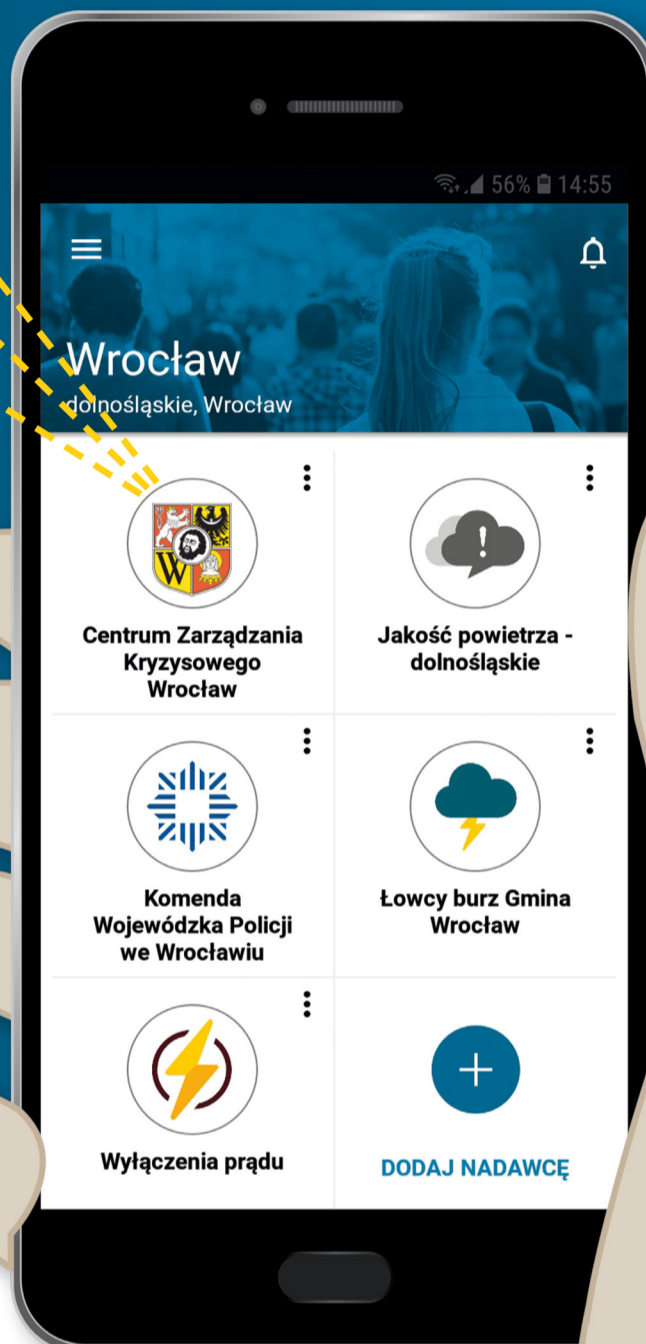 56% 14:55
Wrocław
dolnośląskie, Wrocław
W
Centrum Zarządzania
Kryzysowego
Wrocław
!
Jakość powietrza -
dolnośląskie
Komenda
Wojewódzka Policji
we Wrocławiu
Łowcy burz Gmina
Wrocław
Wyłączenia prądu
+
DODAJ NADAWCĘ